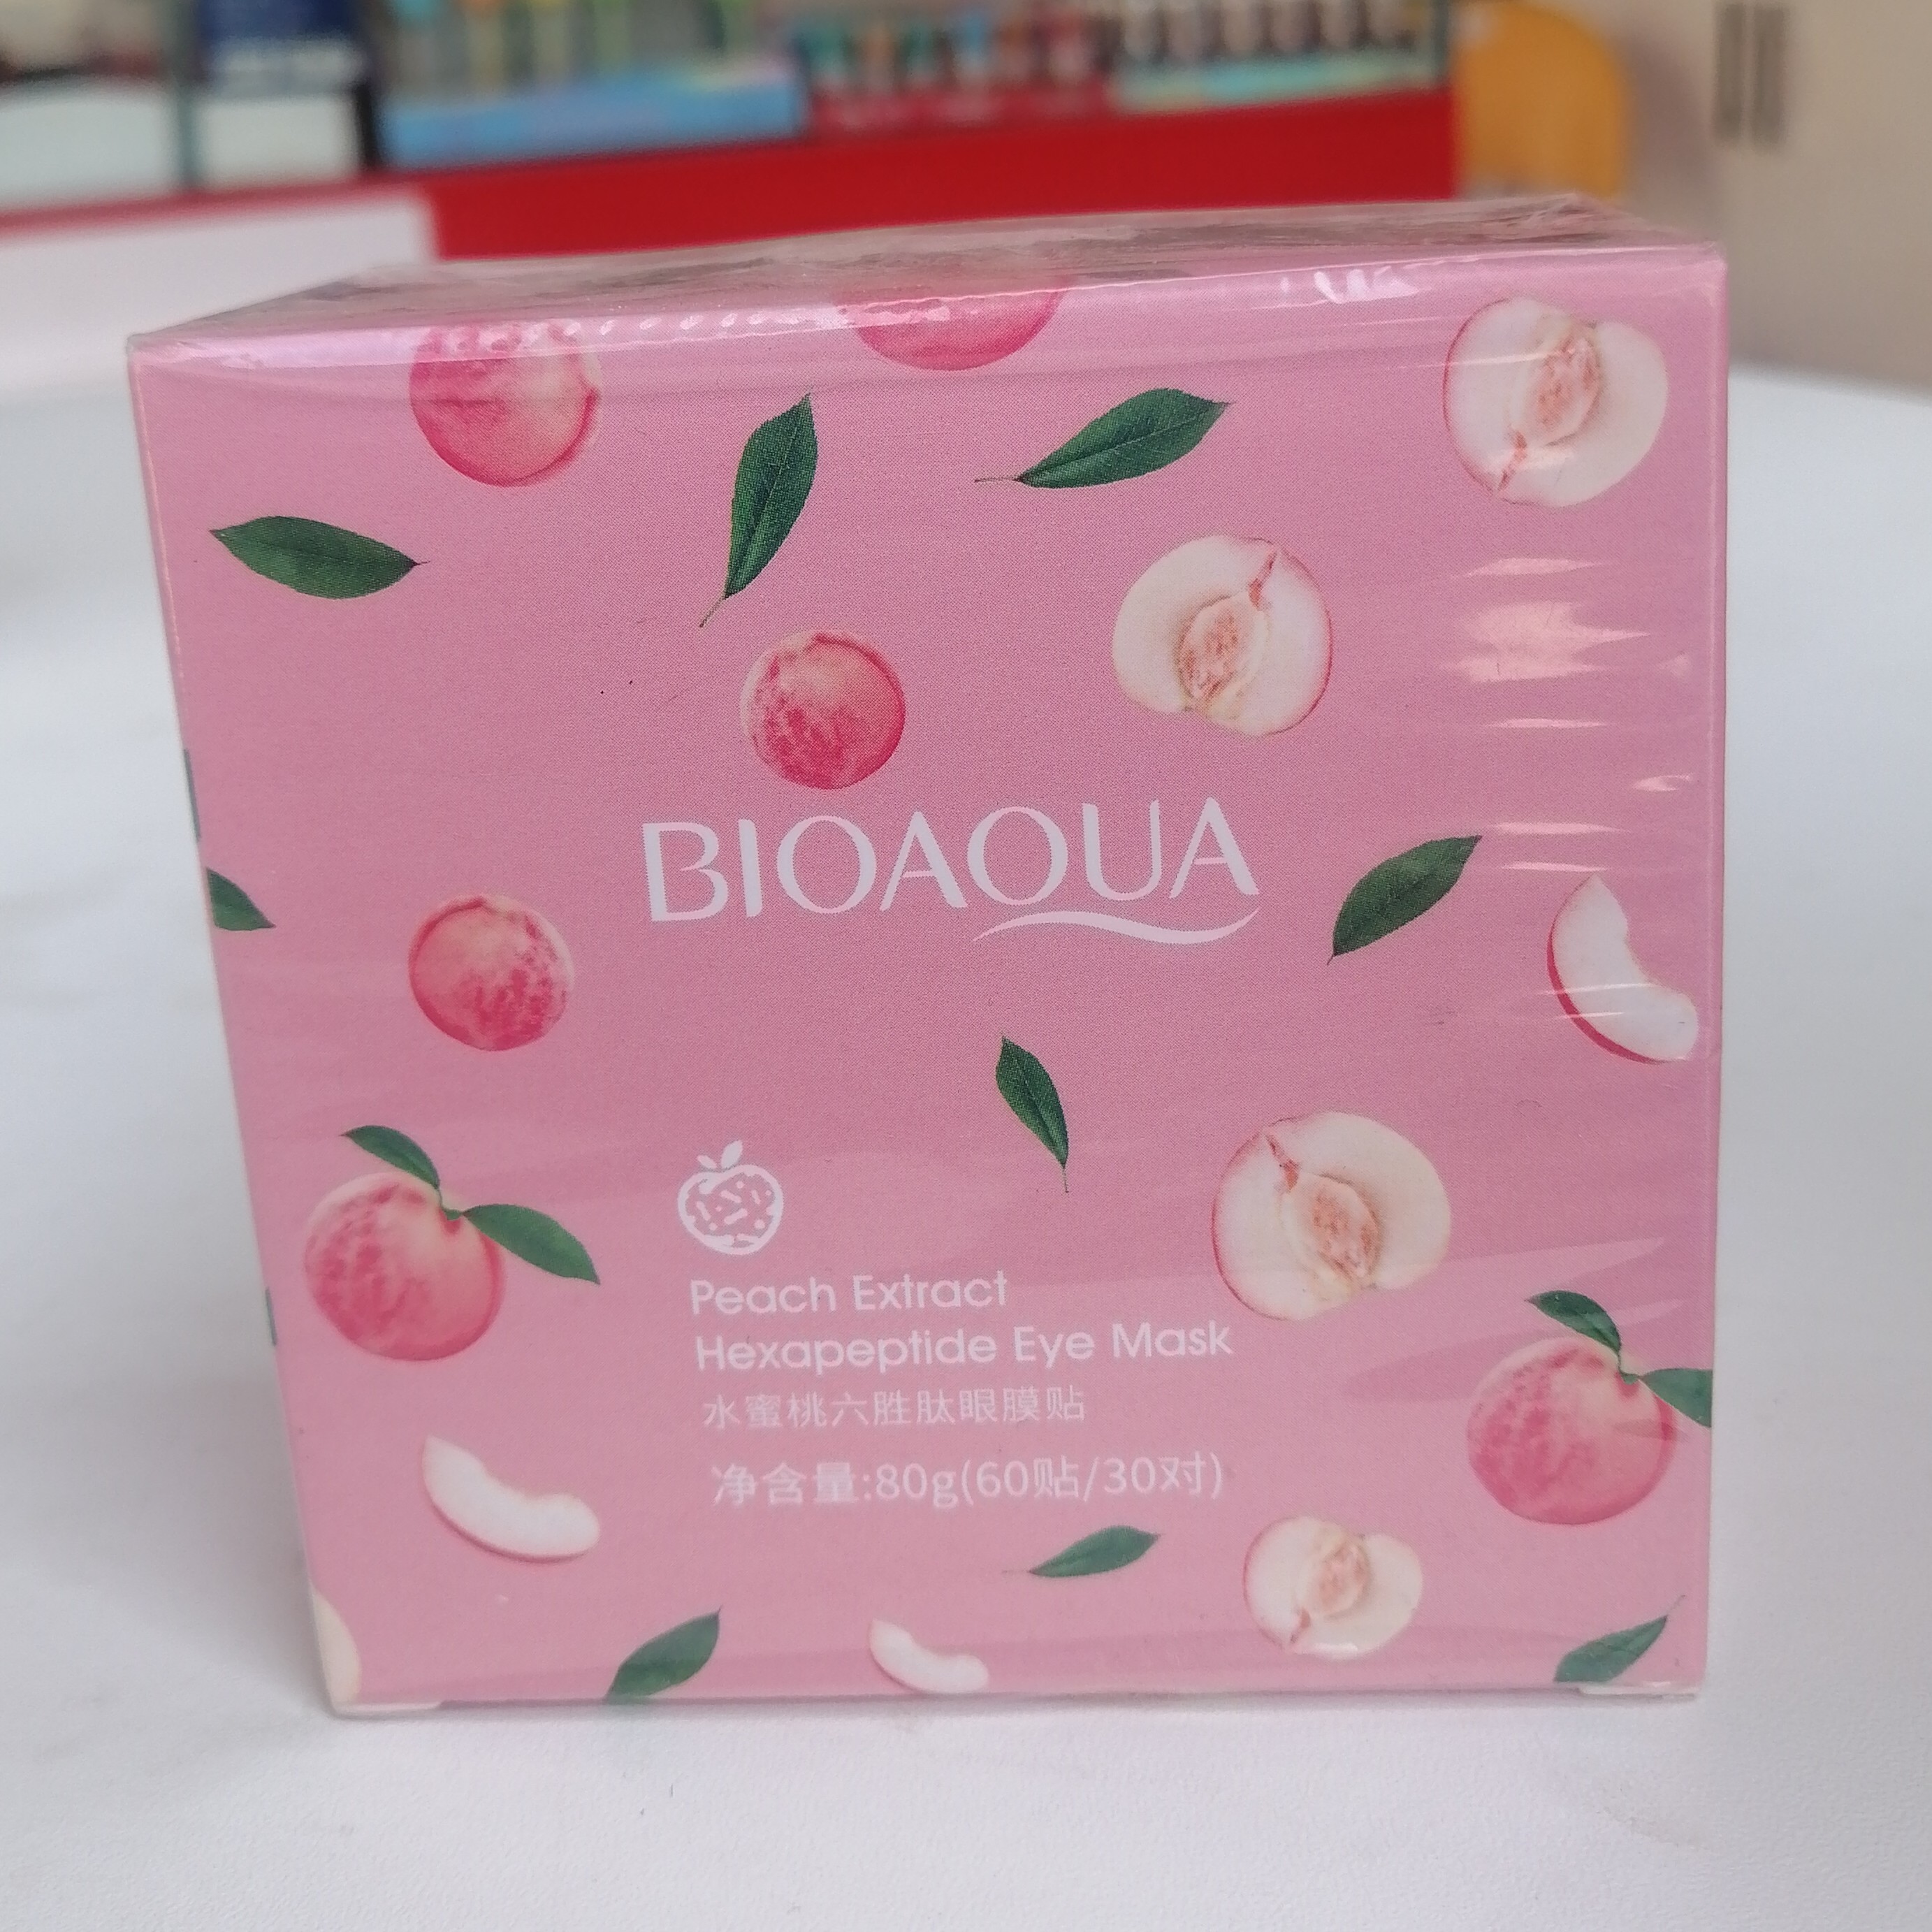 BIOAQUA
Peach Extract
Hexapeptide Eye Mask
水蜜桃六胜肽眼膜贴
净含量:80g(60贴/30对)